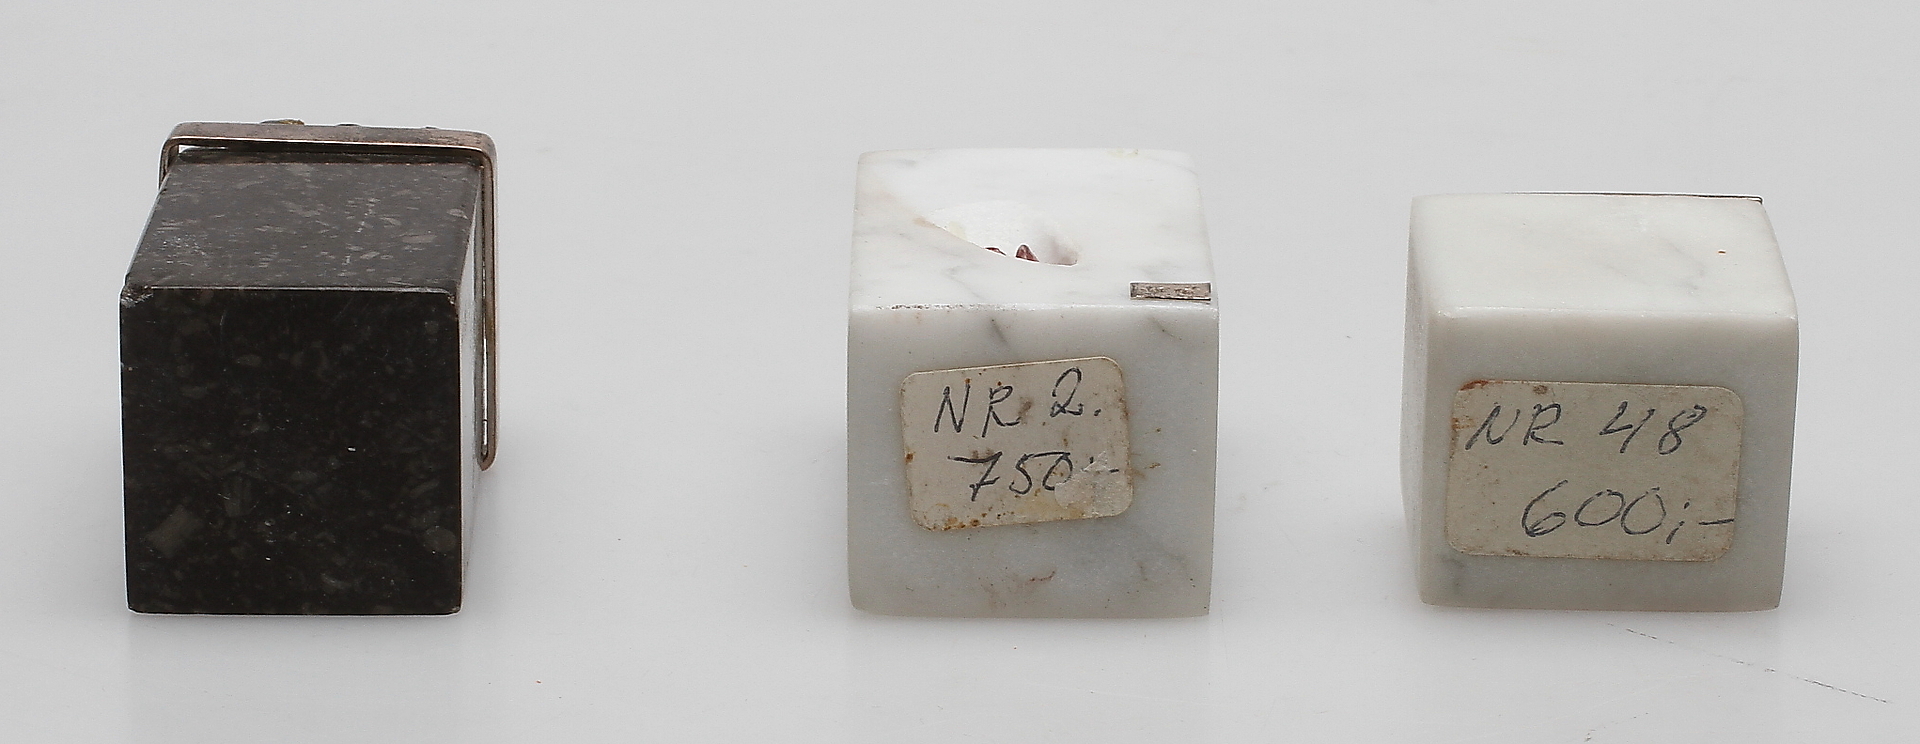 NR 2.
750:-
NR 48
600;-